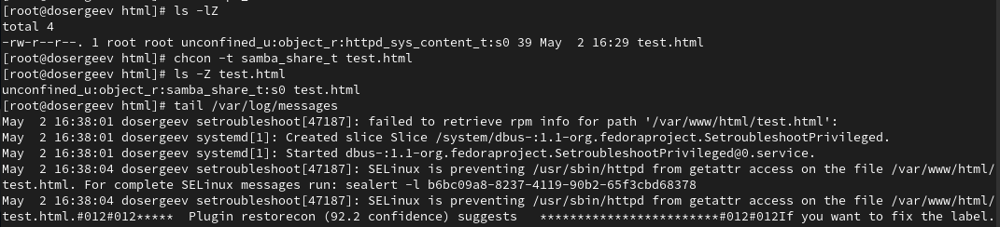 [root@dosergeev html]# ls -lZ
total 4
-rw-r--r--. 1 root root unconfined_u:object_r:httpd_sys_content_t:s0 39 May  2 16:29 test.html
[root@dosergeev html]# chcon -t samba_share_t test.html
[root@dosergeev html]# ls -Z test.html
unconfined_u:object_r:samba_share_t:s0 test.html
[root@dosergeev html]# tail /var/log/messages
May  2 16:38:01 dosergeev setroubleshoot[47187]: failed to retrieve rpm info for path '/var/www/html/test.html':
May  2 16:38:01 dosergeev systemd[1]: Created slice Slice /system/dbus-:1.1-org.fedoraproject.SetroubleshootPrivileged.
May  2 16:38:01 dosergeev systemd[1]: Started dbus-:1.1-org.fedoraproject.SetroubleshootPrivileged@0.service.
May  2 16:38:04 dosergeev setroubleshoot[47187]: SELinux is preventing /usr/sbin/httpd from getattr access on the file /var/www/html/
test.html. For complete SELinux messages run: sealert -l b6bc09a8-8237-4119-90b2-65f3cbd68378
May  2 16:38:04 dosergeev setroubleshoot[47187]: SELinux is preventing /usr/sbin/httpd from getattr access on the file /var/www/html/
test.html.#012#012*****  Plugin restorecon (92.2 confidence) suggests   ************************#012#012If you want to fix the label.